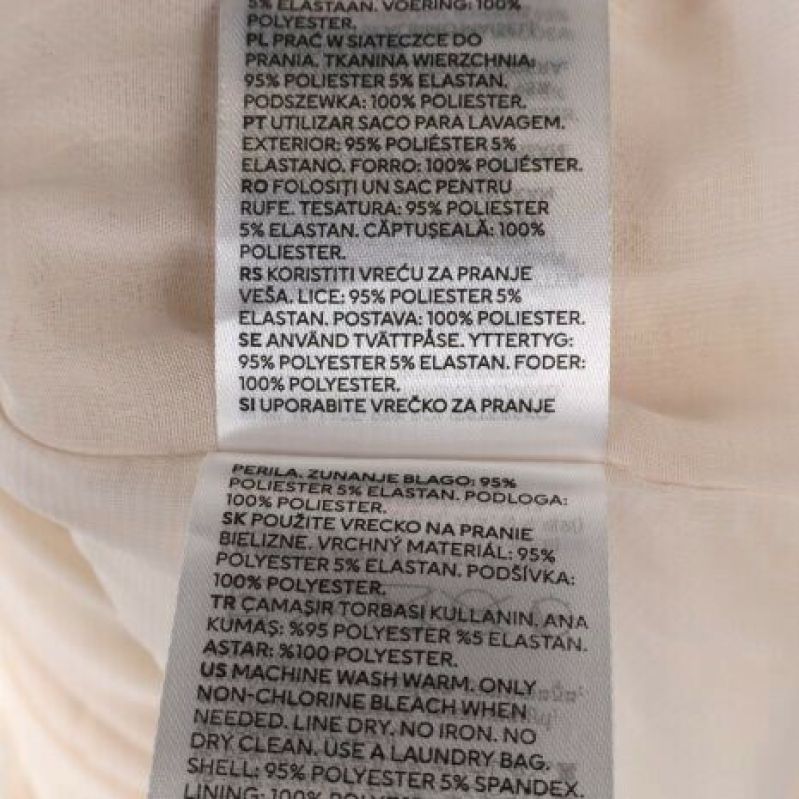 5% ELASTAAN. VOERING: 100%
POLYESTER.
PL PRAĆ W SIATECZCE DO
PRANIA. TKANINA WIERZCHNIA:
95% POLIESTER 5% ELASTAN.
PODSZEWKA: 100% POLIESTER.
PT UTILIZAR SACO PARA LAVAGEM.
EXTERIOR: 95% POLIÉSTER 5%
ELASTANO. FORRO: 100% POLIÉSTER.
RO FOLOSIȚI UN SAC PENTRU
RUFE. TESATURA: 95% POLIESTER
5% ELASTAN. CĂPTUȘEALĂ: 100%
POLIESTER.
RS KORISTITI VREĆU ZA PRANJE
VEŠA. LICE: 95% POLIESTER 5%
ELASTAN. POSTAVA: 100% POLIESTER.
SE ANVÄND TVÄTTPÅSE. YTTERTYG:
95% POLYESTER 5% ELASTAN. FODER:
100% POLYESTER.
SI UPORABITE VREČKO ZA PRANJE
PERILA. ZUNANJE BLAGO: 95%
POLIESTER 5% ELASTAN. PODLOGA:
100% POLIESTER.
SK POUŽITE VRECKO NA PRANIE
BIELIZNE. VRCHNÝ MATERIÁL: 95%
POLYESTER 5% ELASTAN. PODŠÍVKA:
100% POLYESTER.
TR ÇAMAŞIR TORBASI KULLANIN. ANA
KUMAŞ: %95 POLYESTER %5 ELASTAN.
ASTAR: %100 POLYESTER.
US MACHINE WASH WARM. ONLY
NON-CHLORINE BLEACH WHEN
NEEDED. LINE DRY. NO IRON. NO
DRY CLEAN. USE A LAUNDRY BAG.
SHELL: 95% POLYESTER 5% SPANDEX.
LINING: 100% POLYESTER